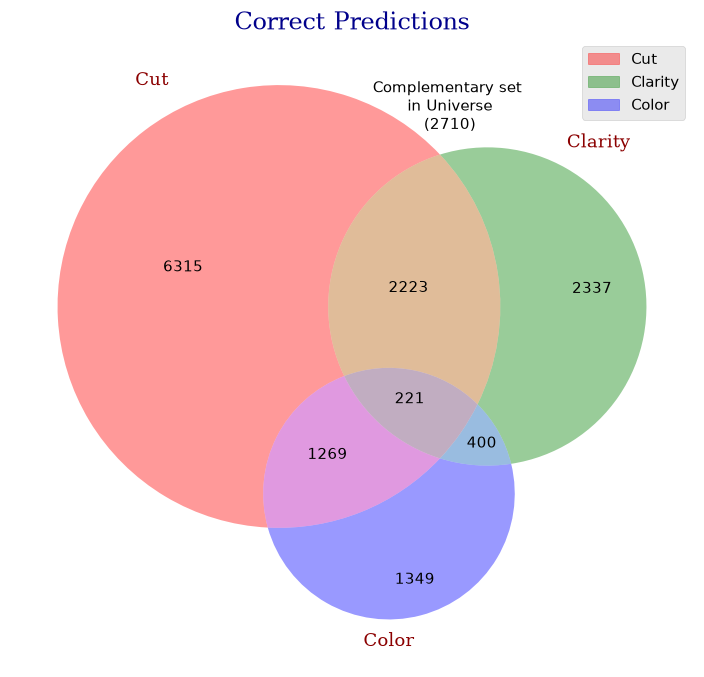 Correct Predictions
Cut
Clarity
Color
Cut
Complementary set
in Universe
(2710)
Clarity
6315
2223
2337
221
400
1269
1349
Color